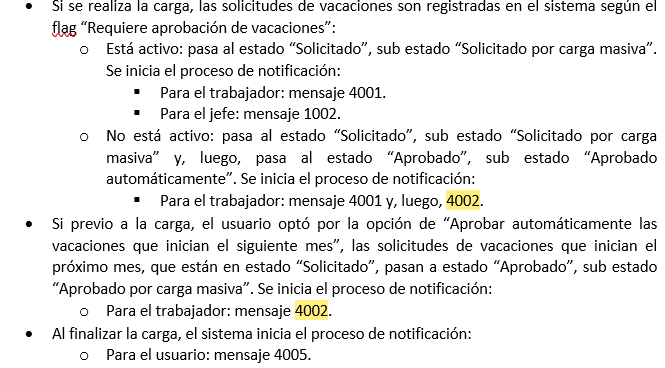 • Si se realiza la carga, las solicitudes de vacaciones son registradas en el sistema según el
flag “Requiere aprobación de vacaciones”:
o Está activo: pasa al estado “Solicitado”, sub estado “Solicitado por carga masiva”.
Se inicia el proceso de notificación:
▪ Para el trabajador: mensaje 4001.
▪ Para el jefe: mensaje 1002.
o No está activo: pasa al estado “Solicitado”, sub estado “Solicitado por carga
masiva” y, luego, pasa al estado “Aprobado”, sub estado “Aprobado
automáticamente”. Se inicia el proceso de notificación:
▪ Para el trabajador: mensaje 4001 y, luego, 4002.
• Si previo a la carga, el usuario optó por la opción de “Aprobar automáticamente las
vacaciones que inician el siguiente mes”, las solicitudes de vacaciones que inician el
próximo mes, que están en estado “Solicitado”, pasan a estado “Aprobado”, sub estado
“Aprobado por carga masiva”. Se inicia el proceso de notificación:
o Para el trabajador: mensaje 4002.
• Al finalizar la carga, el sistema inicia el proceso de notificación:
o Para el usuario: mensaje 4005.